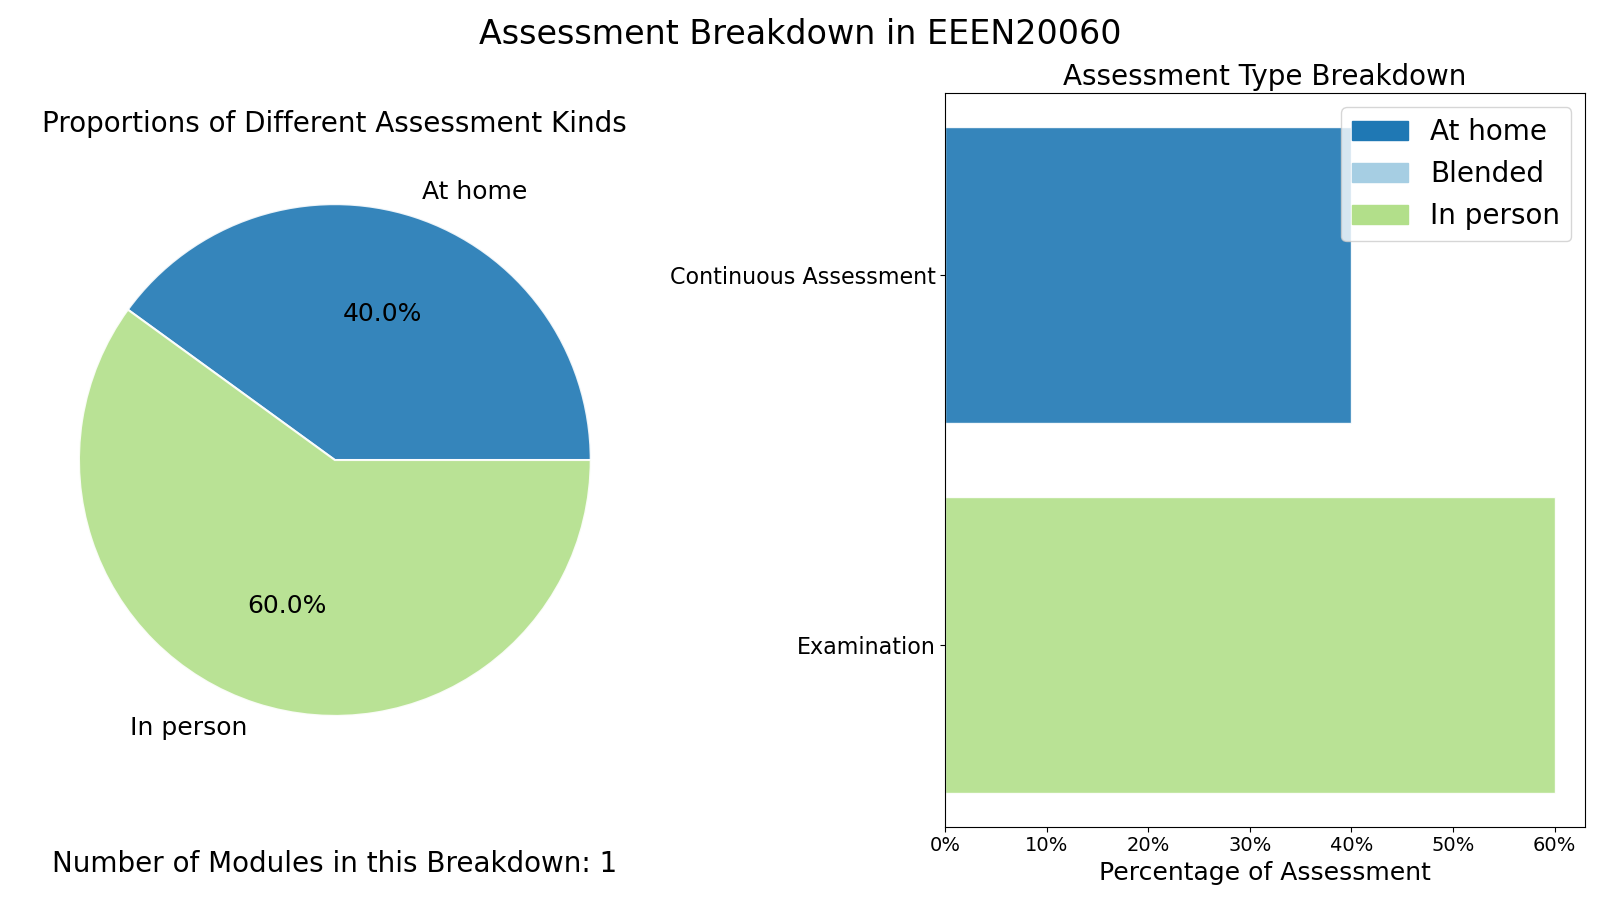 Assessment Breakdown in EEEN20060
Proportions of Different Assessment Kinds
At home
40.0%
60.0%
In person
Number of Modules in this Breakdown: 1
Assessment Type Breakdown
At home
Blended
In person
Continuous Assessment
Examination
0% 10% 20% 30% 40% 50% 60%
Percentage of Assessment